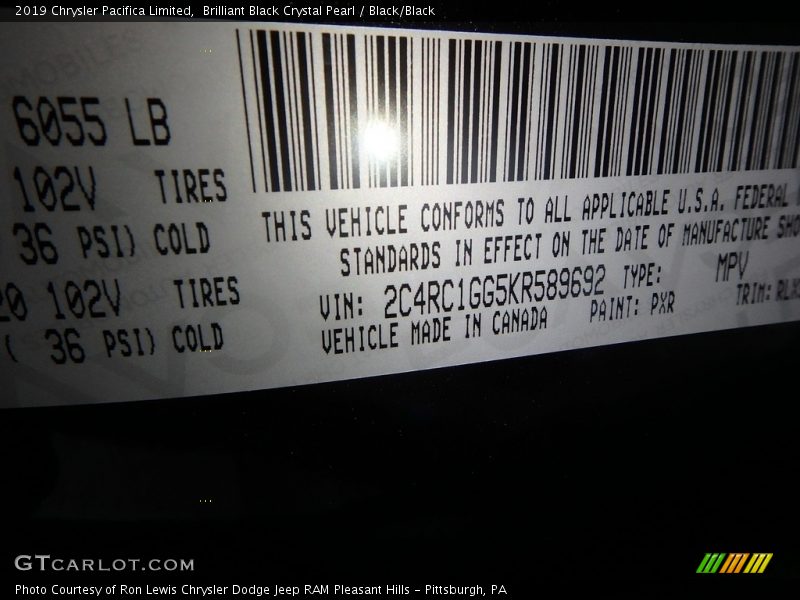 2019 Chrysler Pacifica Limited, Brilliant Black Crystal Pearl / Black/Black
6055 LB
102V TIRES
36 PSI) COLD
20 102V TIRES
( 36 PSI) COLD
THIS VEHICLE CONFORMS TO ALL APPLICABLE U.S.A. FEDERAL
STANDARDS IN EFFECT ON THE DATE OF MANUFACTURE SHO
VIN: 2C4RC1GG5KR589692 TYPE: MPV
VEHICLE MADE IN CANADA PAINT: PXR TRIM:
GTCARLOT.COM
Photo Courtesy of Ron Lewis Chrysler Dodge Jeep RAM Pleasant Hills - Pittsburgh, PA